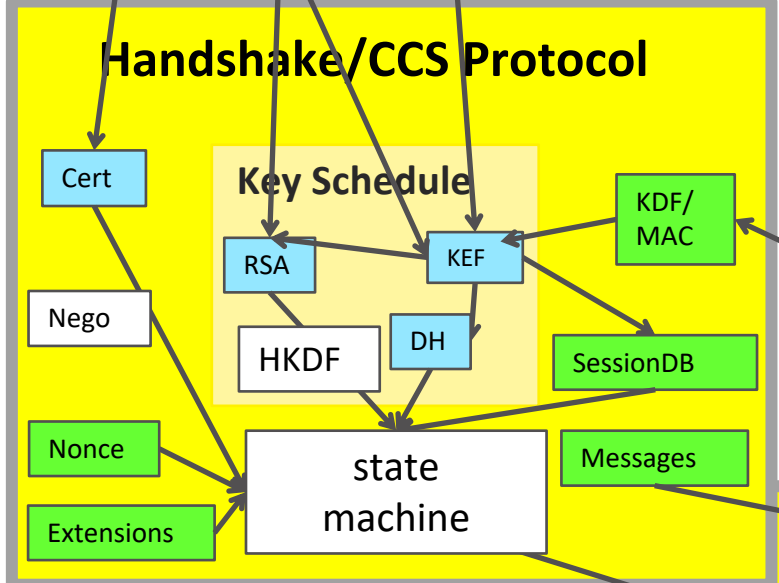 Handshake/CCS Protocol
Cert
Key Schedule
KDF/
MAC
RSA
KEF
Nego
HKDF
DH
SessionDB
Nonce
state
machine
Messages
Extensions